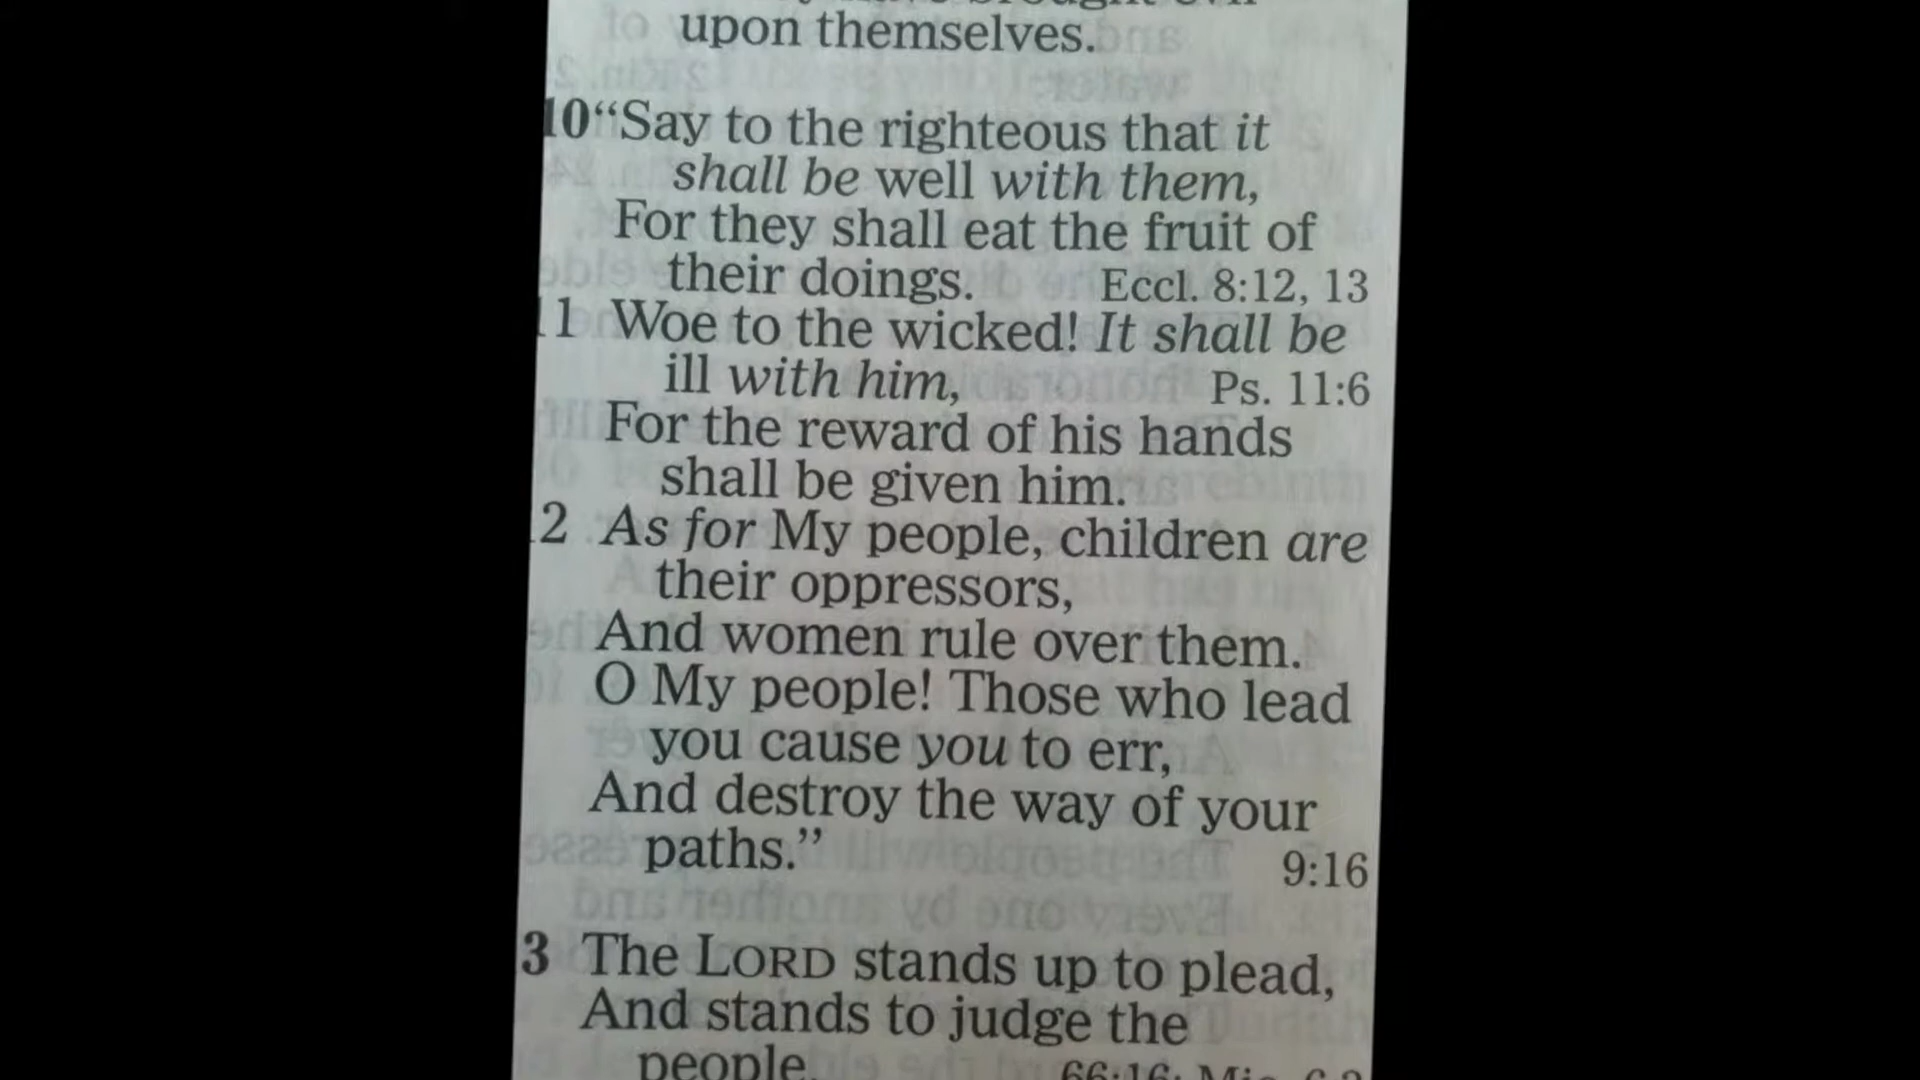 upon themselves.
10 “Say to the righteous that it
shall be well with them,
For they shall eat the fruit of
their doings. Eccl. 8:12, 13
11 Woe to the wicked! It shall be
ill with him, Ps. 11:6
For the reward of his hands
shall be given him.
2 As for My people, children are
their oppressors,
And women rule over them.
O My people! Those who lead
you cause you to err,
And destroy the way of your
paths.” 9:16
3 The LORD stands up to plead,
And stands to judge the
people.